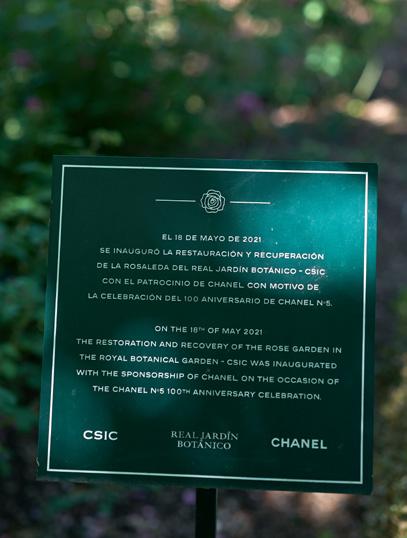 EL 18 DE MAYO DE 2021
SE INAUGURÓ LA RESTAURACIÓN Y RECUPERACIÓN
DE LA ROSALEDA DEL REAL JARDÍN BOTÁNICO - CSIC
CON EL PATROCINIO DE CHANEL CON MOTIVO DE
LA CELEBRACIÓN DEL 100 ANIVERSARIO DE CHANEL Nº5.
ON THE 18TH OF MAY 2021
THE RESTORATION AND RECOVERY OF THE ROSE GARDEN IN
THE ROYAL BOTANICAL GARDEN - CSIC WAS INAUGURATED
WITH THE SPONSORSHIP OF CHANEL ON THE OCCASION OF
THE CHANEL Nº5 100TH ANNIVERSARY CELEBRATION.
CSIC
REAL JARDÍN
BOTÁNICO
CHANEL